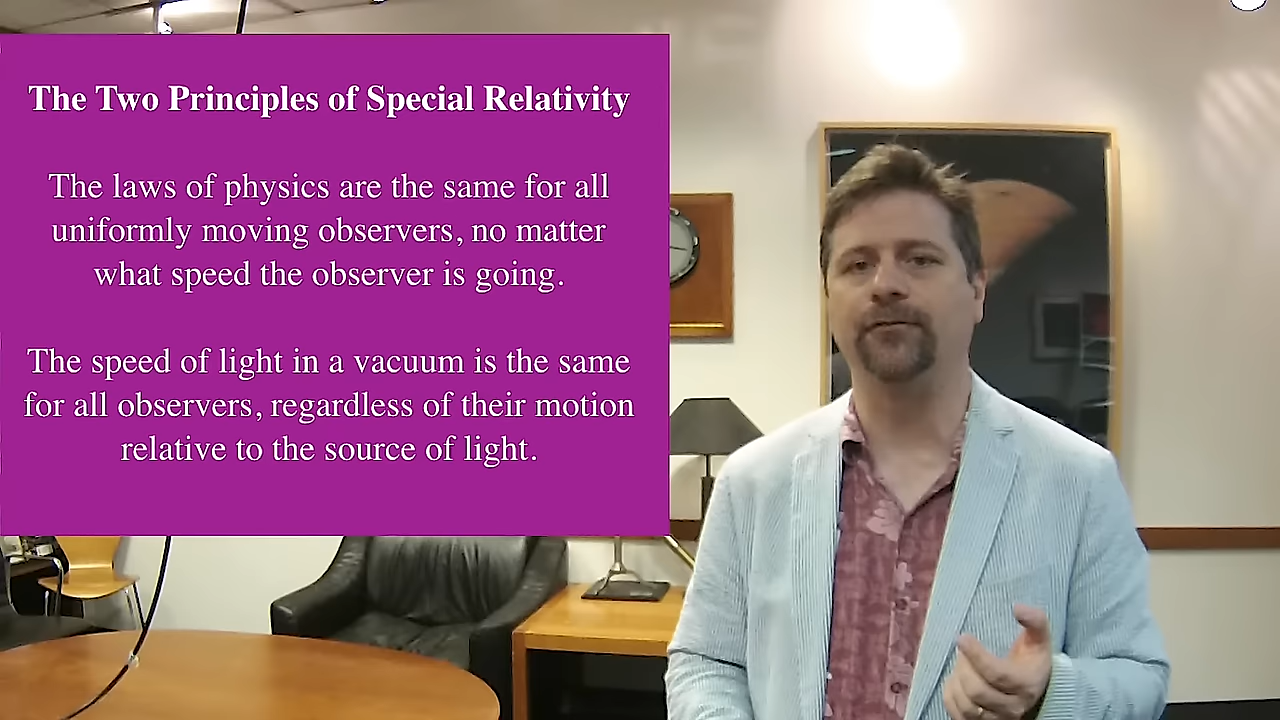 The Two Principles of Special Relativity
The laws of physics are the same for all
uniformly moving observers, no matter
what speed the observer is going.
The speed of light in a vacuum is the same
for all observers, regardless of their motion
relative to the source of light.